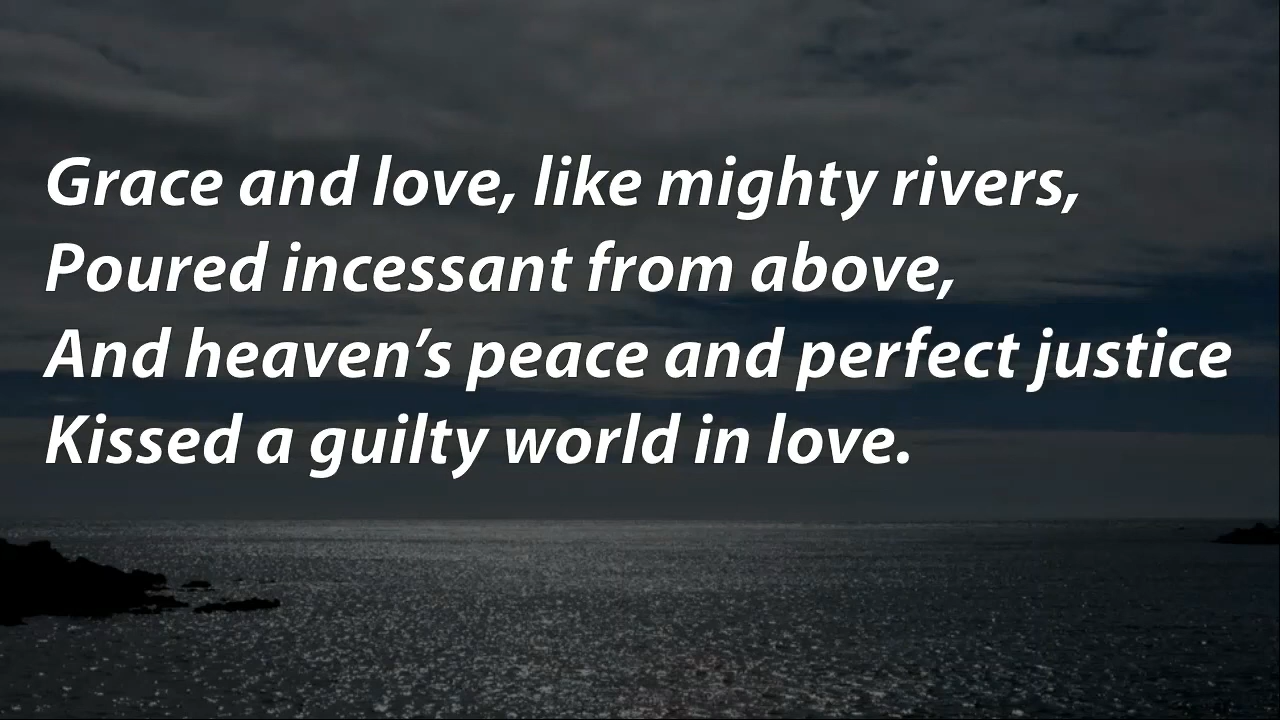 Grace and love, like mighty rivers,
Poured incessant from above,
And heaven’s peace and perfect justice
Kissed a guilty world in love.